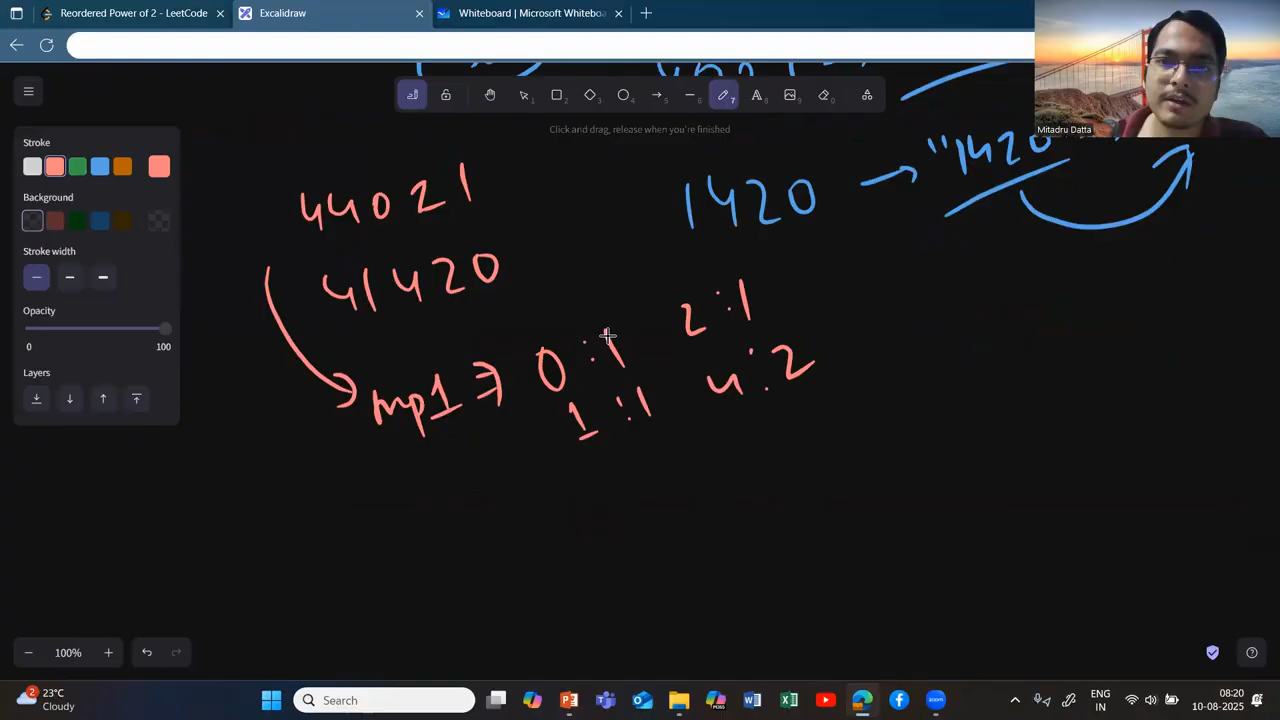 Reordered Power of 2 - LeetCode
Excalidraw
Whiteboard | Microsoft Whiteboa
Mitadru Datta
Click and drag, release when you're finished
Stroke
Background
Stroke width
Opacity
0 100
Layers
44021
1420 → "1420
41420
mp1 ⇒ 0:1 2:1
1:1 4:2
100%
2
23°C
Cloudy
Search
ENG
IN
08:20
10-08-2025